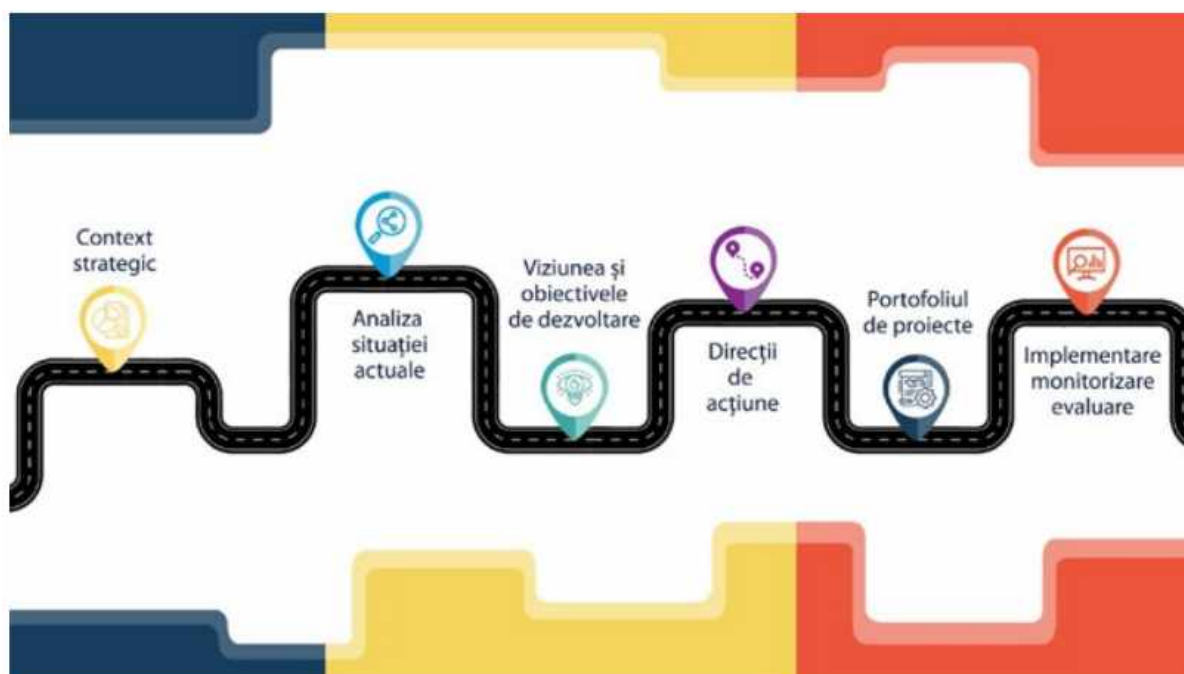 Context
strategic
Analiza
situației
actuale
Viziunea și
obiectivele
de dezvoltare
Direcții
de
acțiune
Portofoliul
de proiecte
Implementare
monitorizare
evaluare